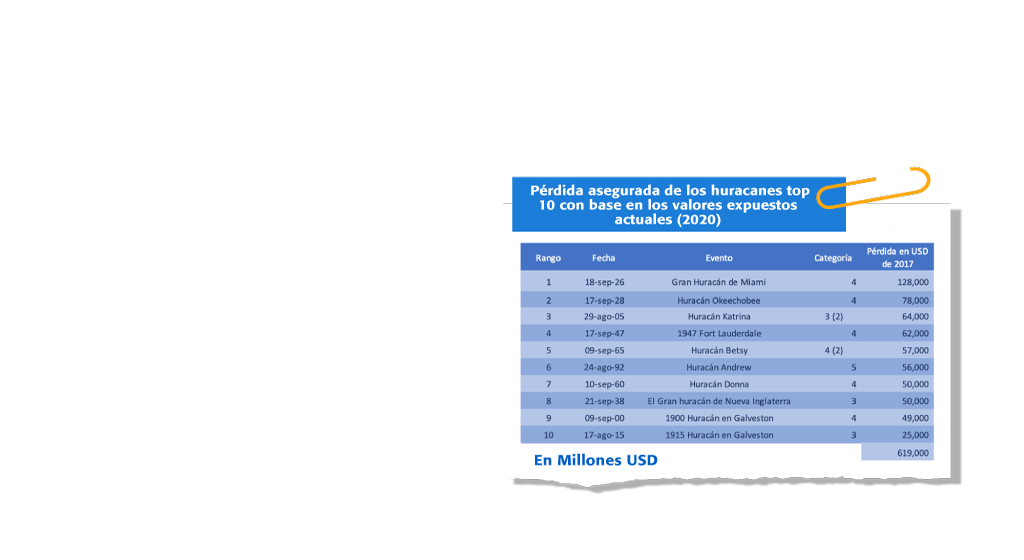 Pérdida asegurada de los huracanes top
10 con base en los valores expuestos
actuales (2020)
Rango Fecha Evento Categoría Pérdida en USD de 2017
1 18-sep-26 Gran Huracán de Miami 4 128,000
2 17-sep-28 Huracán Okeechobee 4 78,000
3 29-ago-05 Huracán Katrina 3 (2) 64,000
4 17-sep-47 1947 Fort Lauderdale 4 62,000
5 09-sep-65 Huracán Betsy 4 (2) 57,000
6 24-ago-92 Huracán Andrew 5 56,000
7 10-sep-60 Huracán Donna 4 50,000
8 21-sep-38 El Gran huracán de Nueva Inglaterra 3 50,000
9 09-sep-00 1900 Huracán en Galveston 4 49,000
10 17-ago-15 1915 Huracán en Galveston 3 25,000
619,000
En Millones USD